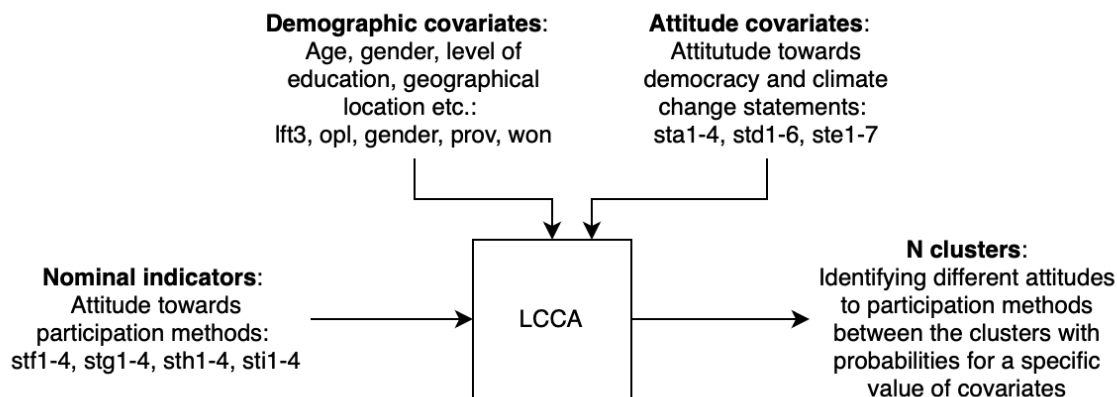 Demographic covariates:
Age, gender, level of
education, geographical
location etc.:
lft3, opl, gender, prov, won
Attitude covariates:
Attitutude towards
democracy and climate
change statements:
sta1-4, std1-6, ste1-7
Nominal indicators:
Attitude towards
participation methods:
stf1-4, stg1-4, sth1-4, sti1-4
LCCA
N clusters:
Identifying different attitudes
to participation methods
between the clusters with
probabilities for a specific
value of covariates